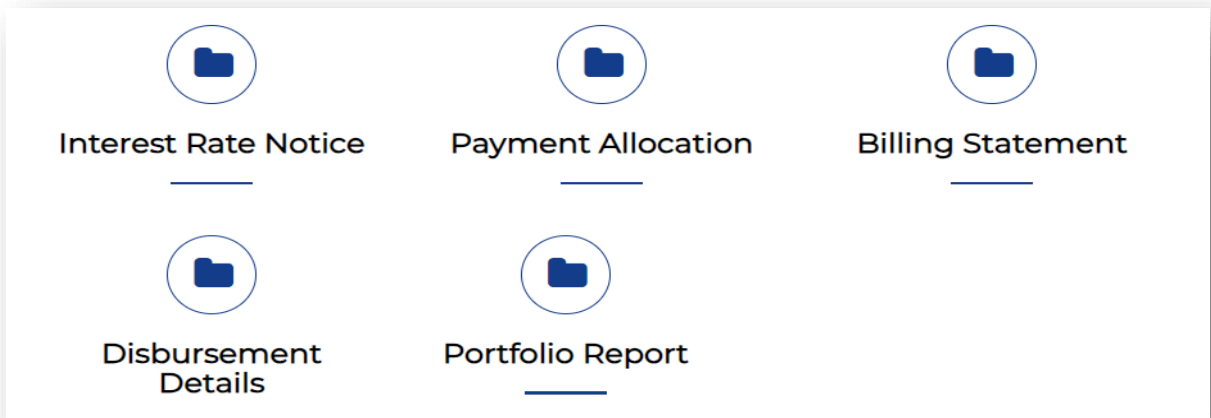 Interest Rate Notice
Payment Allocation
Billing Statement
Disbursement
Details
Portfolio Report